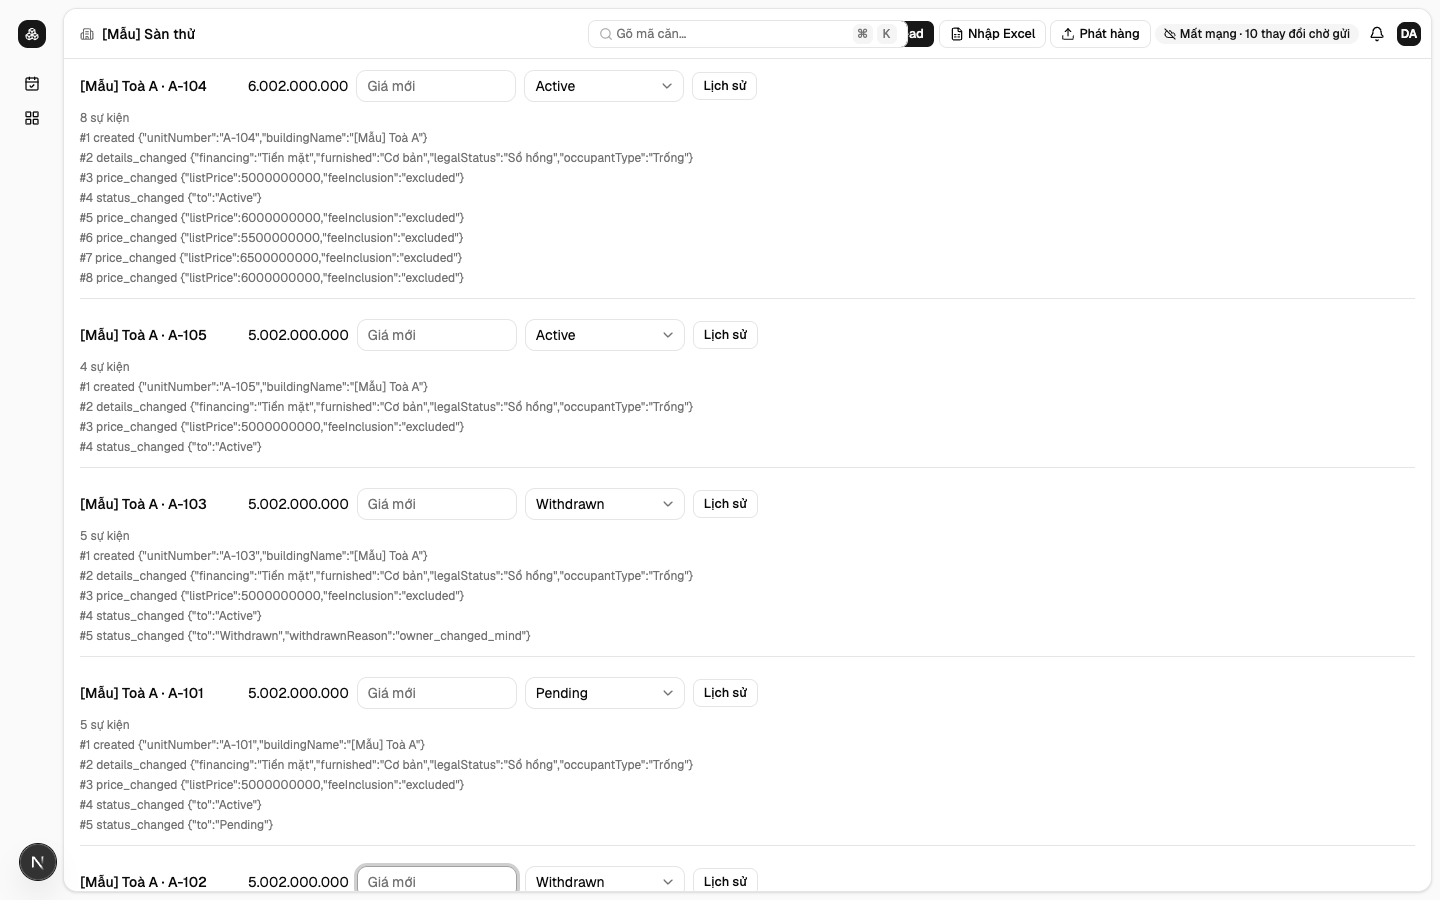 [Mẫu] Sàn thử
Gõ mã căn...
⌘ K
ad
Nhập Excel
Phát hàng
Mất mạng · 10 thay đổi chờ gửi
DA
[Mẫu] Toà A · A-104 6.002.000.000 Giá mới Active Lịch sử
8 sự kiện
#1 created {"unitNumber":"A-104","buildingName":"[Mẫu] Toà A"}
#2 details_changed {"financing":"Tiền mặt","furnished":"Cơ bản","legalStatus":"Sổ hồng","occupantType":"Trống"}
#3 price_changed {"listPrice":5000000000,"feeInclusion":"excluded"}
#4 status_changed {"to":"Active"}
#5 price_changed {"listPrice":6000000000,"feeInclusion":"excluded"}
#6 price_changed {"listPrice":5500000000,"feeInclusion":"excluded"}
#7 price_changed {"listPrice":6500000000,"feeInclusion":"excluded"}
#8 price_changed {"listPrice":6000000000,"feeInclusion":"excluded"}
[Mẫu] Toà A · A-105 5.002.000.000 Giá mới Active Lịch sử
4 sự kiện
#1 created {"unitNumber":"A-105","buildingName":"[Mẫu] Toà A"}
#2 details_changed {"financing":"Tiền mặt","furnished":"Cơ bản","legalStatus":"Sổ hồng","occupantType":"Trống"}
#3 price_changed {"listPrice":5000000000,"feeInclusion":"excluded"}
#4 status_changed {"to":"Active"}
[Mẫu] Toà A · A-103 5.002.000.000 Giá mới Withdrawn Lịch sử
5 sự kiện
#1 created {"unitNumber":"A-103","buildingName":"[Mẫu] Toà A"}
#2 details_changed {"financing":"Tiền mặt","furnished":"Cơ bản","legalStatus":"Sổ hồng","occupantType":"Trống"}
#3 price_changed {"listPrice":5000000000,"feeInclusion":"excluded"}
#4 status_changed {"to":"Active"}
#5 status_changed {"to":"Withdrawn","withdrawnReason":"owner_changed_mind"}
[Mẫu] Toà A · A-101 5.002.000.000 Giá mới Pending Lịch sử
5 sự kiện
#1 created {"unitNumber":"A-101","buildingName":"[Mẫu] Toà A"}
#2 details_changed {"financing":"Tiền mặt","furnished":"Cơ bản","legalStatus":"Sổ hồng","occupantType":"Trống"}
#3 price_changed {"listPrice":5000000000,"feeInclusion":"excluded"}
#4 status_changed {"to":"Active"}
#5 status_changed {"to":"Pending"}
[Mẫu] Toà A · A-102 5.002.000.000 Giá mới Withdrawn Lịch sử
N